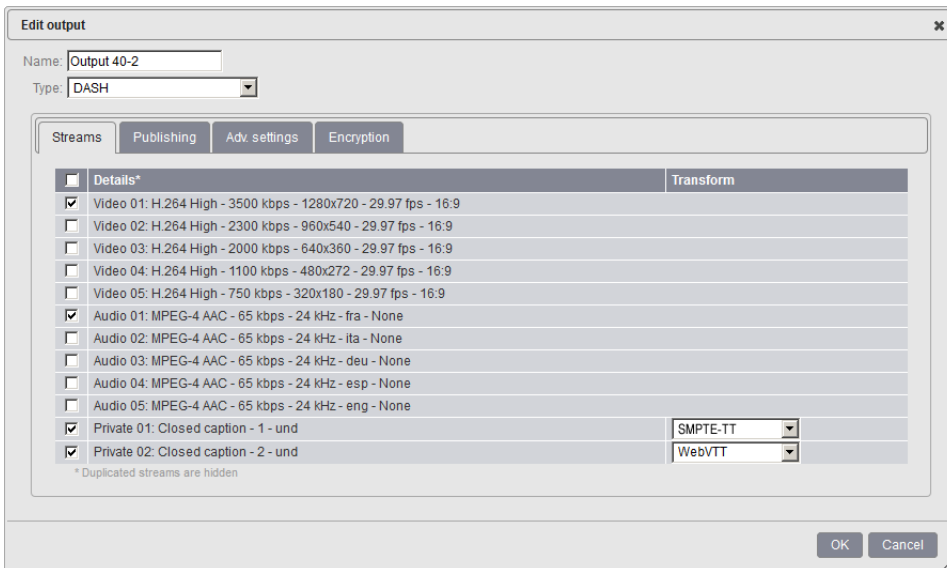 Edit output
Name: Output 40-2
Type: DASH
Streams Publishing Adv. settings Encryption
Details* Transform
Video 01: H.264 High - 3500 kbps - 1280x720 - 29.97 fps - 16:9
Video 02: H.264 High - 2300 kbps - 960x540 - 29.97 fps - 16:9
Video 03: H.264 High - 2000 kbps - 640x360 - 29.97 fps - 16:9
Video 04: H.264 High - 1100 kbps - 480x272 - 29.97 fps - 16:9
Video 05: H.264 High - 750 kbps - 320x180 - 29.97 fps - 16:9
Audio 01: MPEG-4 AAC - 65 kbps - 24 kHz - fra - None
Audio 02: MPEG-4 AAC - 65 kbps - 24 kHz - ita - None
Audio 03: MPEG-4 AAC - 65 kbps - 24 kHz - deu - None
Audio 04: MPEG-4 AAC - 65 kbps - 24 kHz - esp - None
Audio 05: MPEG-4 AAC - 65 kbps - 24 kHz - eng - None
Private 01: Closed caption - 1 - und SMPTE-TT
Private 02: Closed caption - 2 - und WebVTT
* Duplicated streams are hidden
OK Cancel